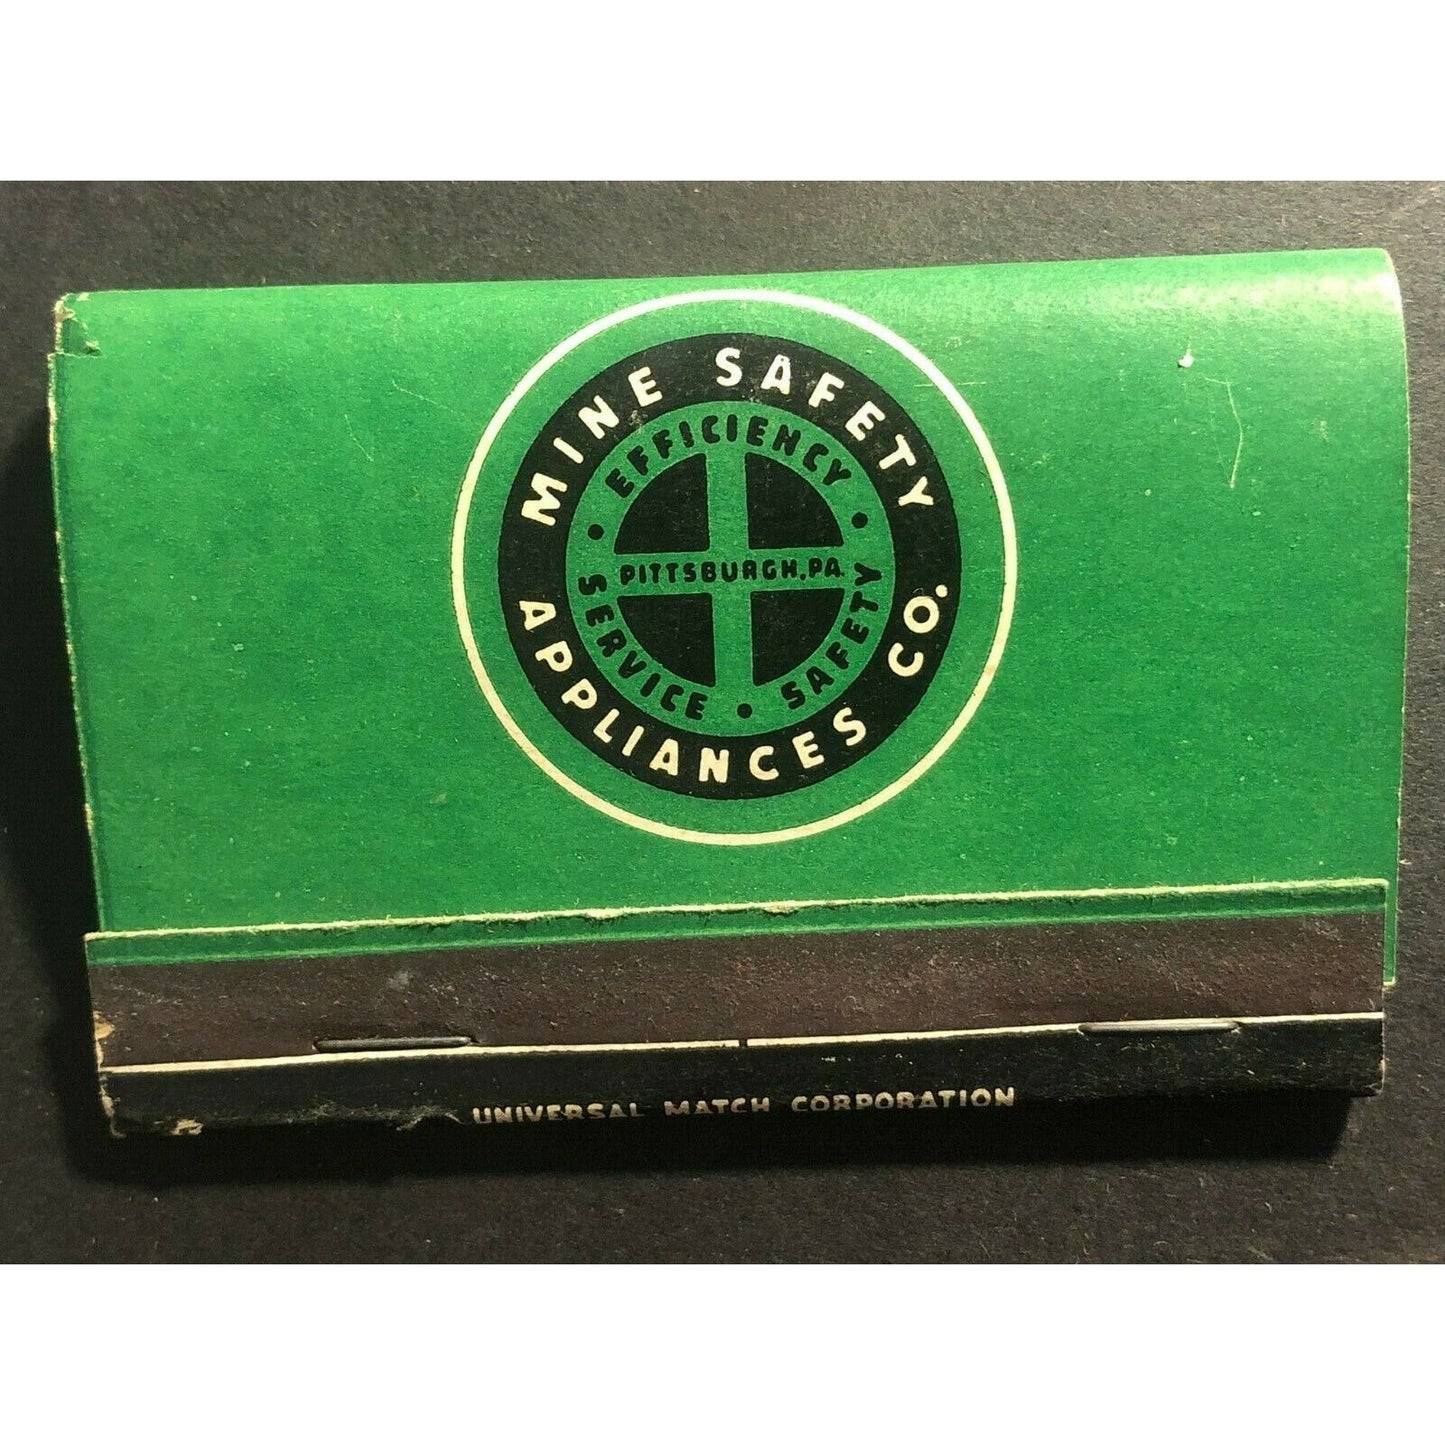 MINE SAFETY
APPLIANCES CO.
EFFICIENCY
• SERVICE • SAFETY •
PITTSBURGH, PA.
UNIVERSAL MATCH CORPORATION